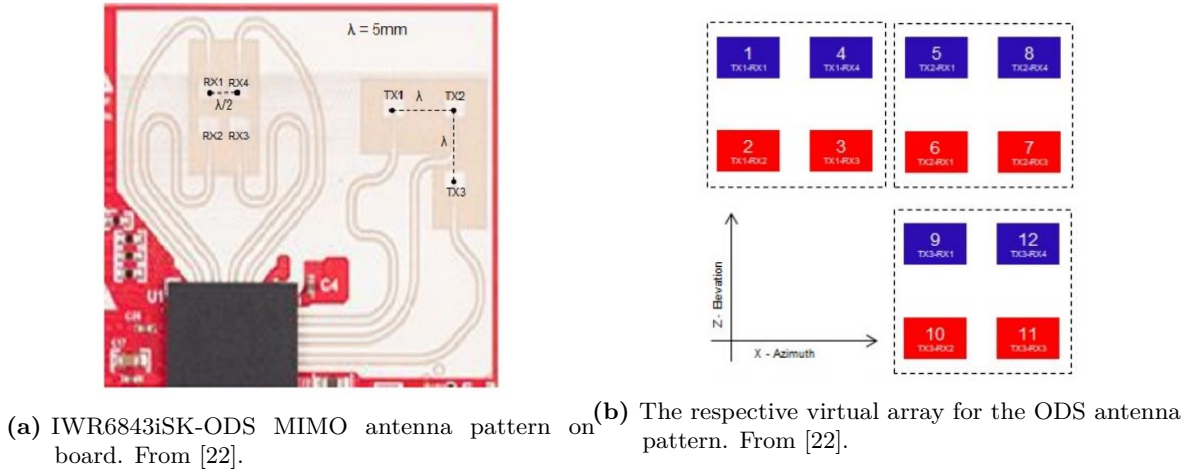 λ = 5mm
RX1 RX4
λ/2
RX2 RX3
TX1 λ TX2
λ
TX3
U1
C4
1 4 5 8
TX1-RX1 TX1-RX4 TX2-RX1 TX2-RX4
2 3 6 7
TX1-RX2 TX1-RX3 TX2-RX1 TX2-RX3
9 12
TX3-RX1 TX3-RX4
Z - Elevation
10 11
TX3-RX2 TX3-RX3
X - Azimuth
(a) IWR6843iSK-ODS MIMO antenna pattern on
board. From [22].
(b) The respective virtual array for the ODS antenna
pattern. From [22].